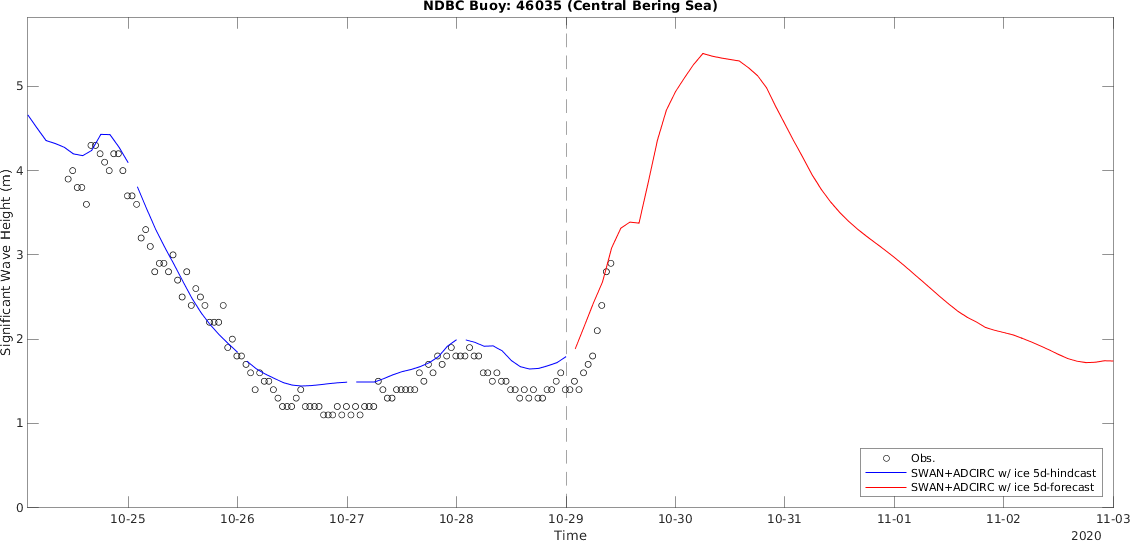 NDBC Buoy: 46035 (Central Bering Sea)
Significant Wave Height (m)
5
4
3
2
1
0
Obs.
SWAN+ADCIRC w/ ice 5d-hindcast
SWAN+ADCIRC w/ ice 5d-forecast
10-25 10-26 10-27 10-28 10-29 10-30 10-31 11-01 11-02 11-03
Time
2020